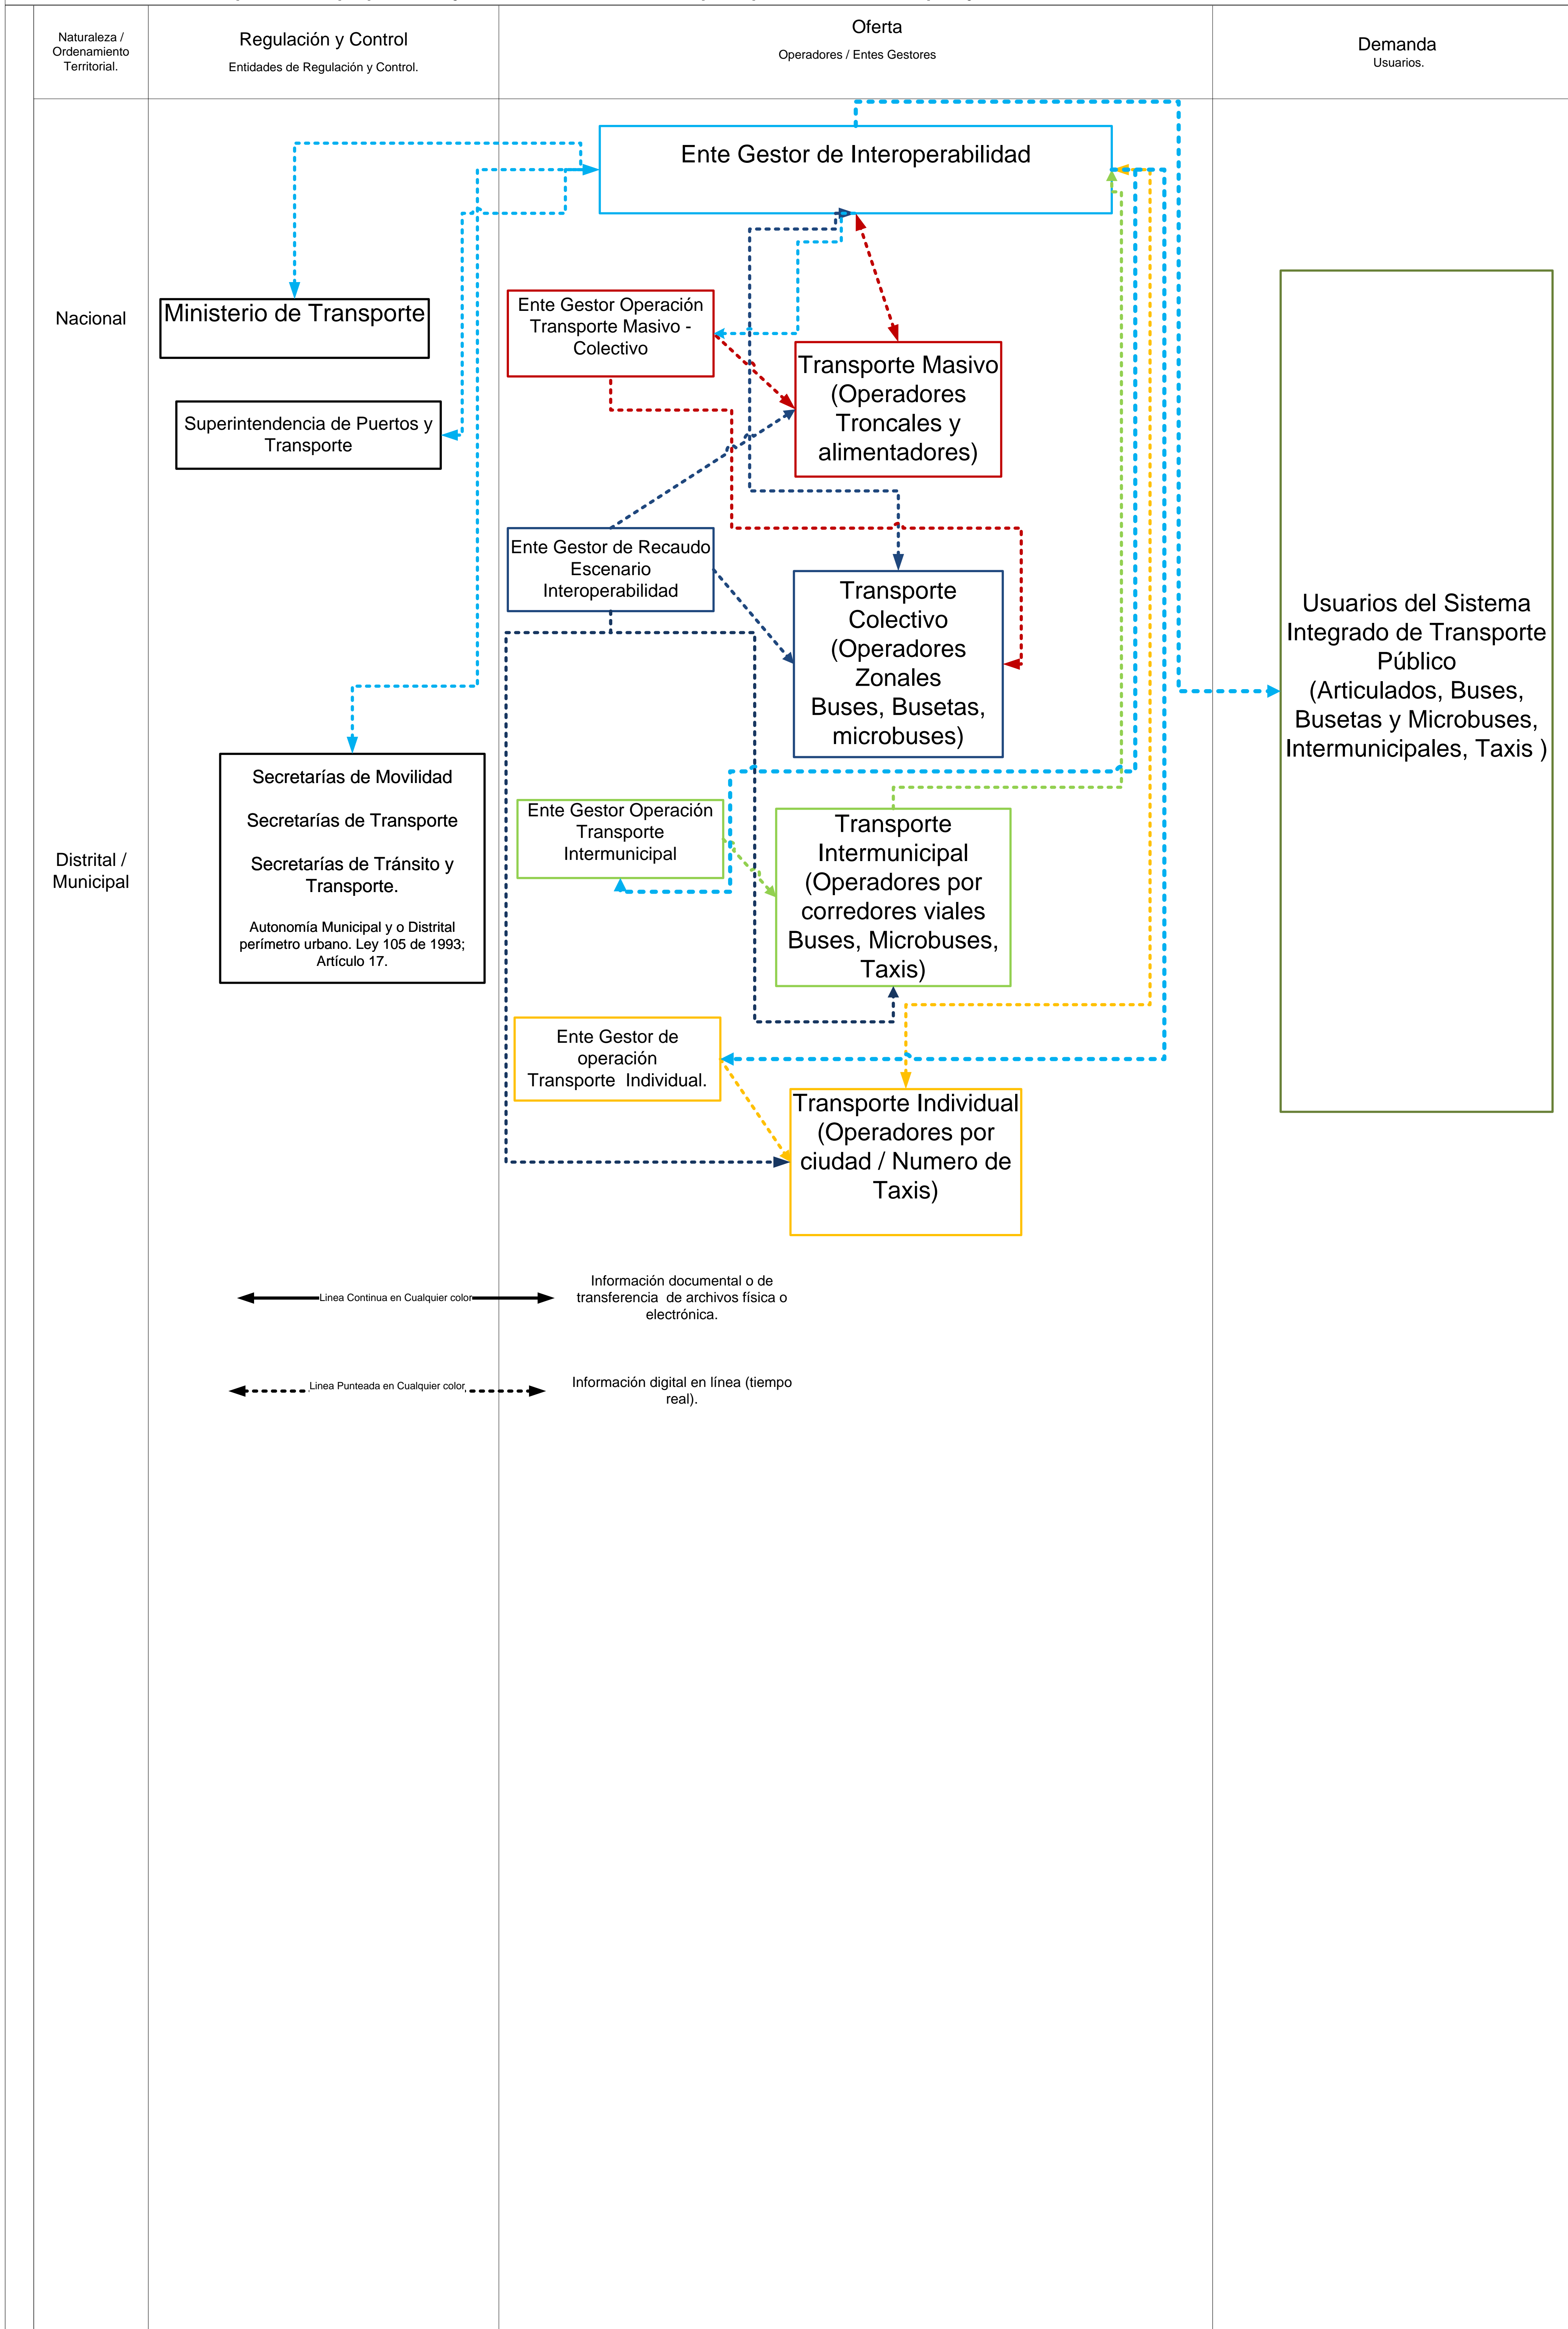 Naturaleza /
Ordenamiento
Territorial.
Regulación y Control
Entidades de Regulación y Control.
Oferta
Operadores / Entes Gestores
Demanda
Usuarios.
Ente Gestor de Interoperabilidad
Nacional
Ministerio de Transporte
Superintendencia de Puertos y
Transporte
Ente Gestor Operación
Transporte Masivo -
Colectivo
Transporte Masivo
(Operadores
Troncales y
alimentadores)
Ente Gestor de Recaudo
Escenario
Interoperabilidad
Transporte
Colectivo
(Operadores
Zonales
Buses, Busetas,
microbuses)
Usuarios del Sistema
Integrado de Transporte
Público
(Articulados, Buses,
Busetas y Microbuses,
Intermunicipales, Taxis )
Distrital /
Municipal
Secretarías de Movilidad
Secretarías de Transporte
Secretarías de Tránsito y
Transporte.
Autonomía Municipal y o Distrital
perímetro urbano. Ley 105 de 1993;
Artículo 17.
Ente Gestor Operación
Transporte
Intermunicipal
Transporte
Intermunicipal
(Operadores por
corredores viales
Buses, Microbuses,
Taxis)
Ente Gestor de
operación
Transporte  Individual.
Transporte Individual
(Operadores por
ciudad / Numero de
Taxis)
Linea Continua en Cualquier color
Información documental o de
transferencia  de archivos física o
electrónica.
Linea Punteada en Cualquier color
Información digital en línea (tiempo
real).